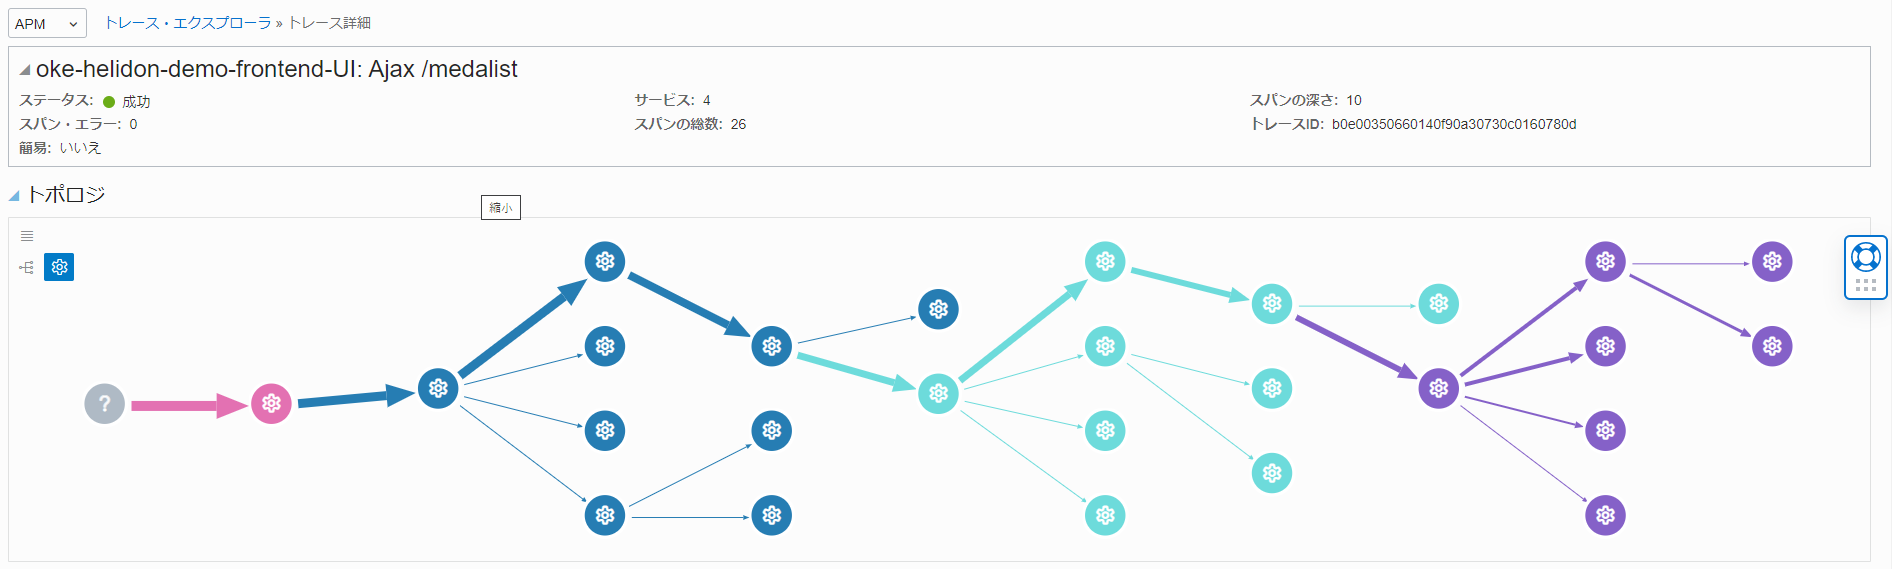 APM トレース・エクスプローラ » トレース詳細
oke-helidon-demo-frontend-UI: Ajax /medalist
ステータス: 成功 サービス: 4 スパンの深さ: 10
スパン・エラー: 0 スパンの総数: 26 トレースID: b0e00350660140f90a30730c0160780d
簡易: いいえ
トポロジ
縮小
?